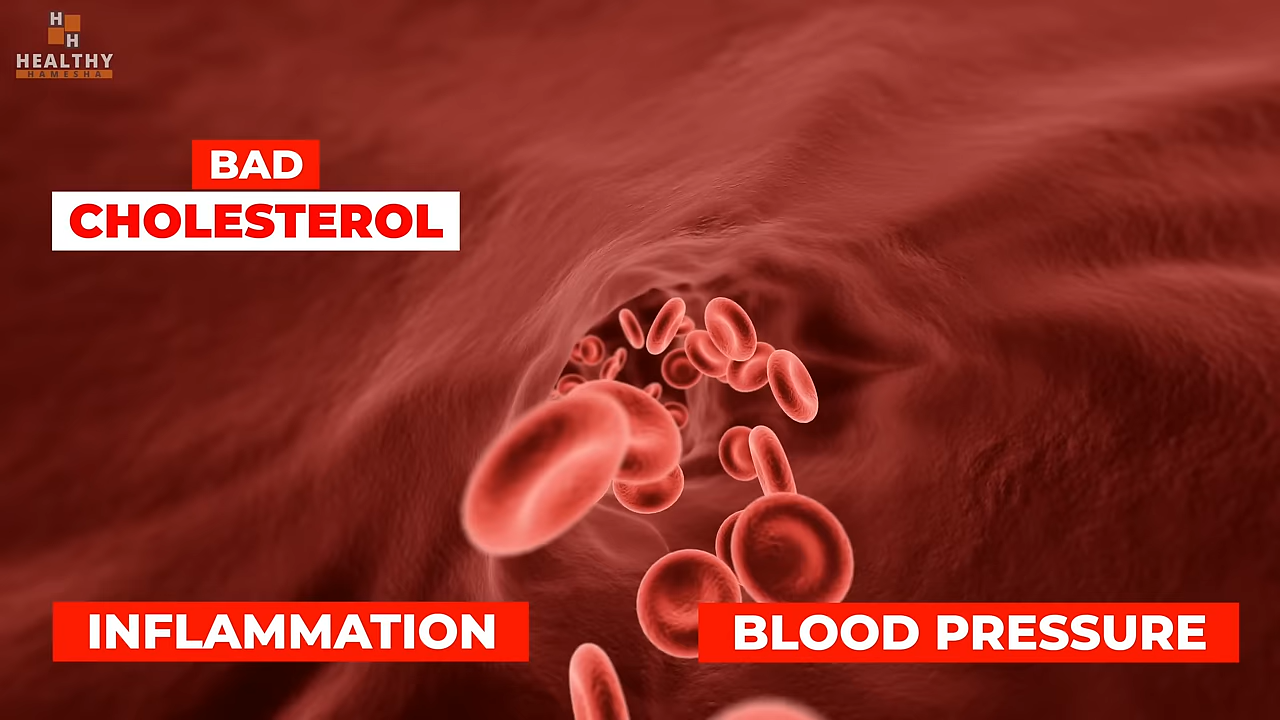 H
H
HEALTHY
HAMESHA
BAD
CHOLESTEROL
INFLAMMATION
BLOOD PRESSURE